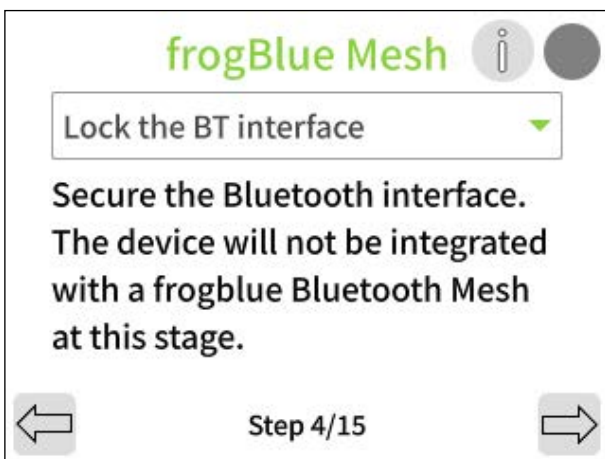 frogBlue Mesh i
Lock the BT interface
Secure the Bluetooth interface.
The device will not be integrated
with a frogblue Bluetooth Mesh
at this stage.
Step 4/15